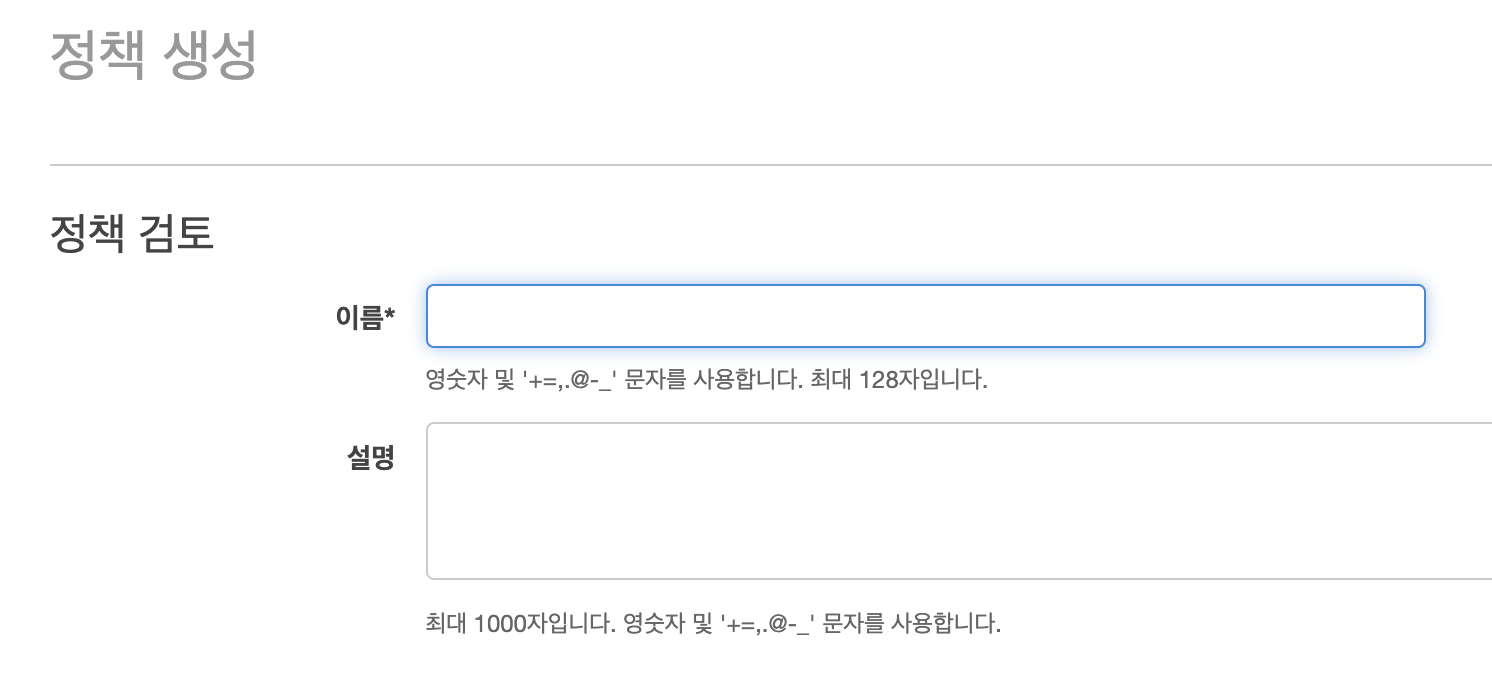 정책 생성
정책 검토
이름*
영숫자 및 '+=,.@-_' 문자를 사용합니다. 최대 128자입니다.
설명
최대 1000자입니다. 영숫자 및 '+=,.@-_' 문자를 사용합니다.